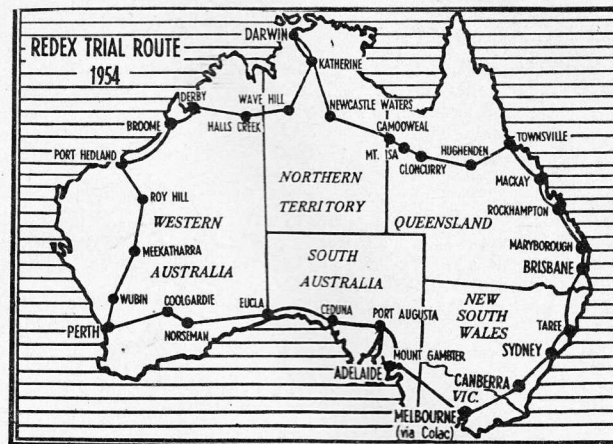 REDEX TRIAL ROUTE
1954
DARWIN
KATHERINE
DERBY
WAVE HILL
NEWCASTLE WATERS
BROOME
HALLS CREEK
CAMOOWEAL
TOWNSVILLE
MT. ISA
HUGHENDEN
CLONCURRY
PORT HEDLAND
MACKAY
NORTHERN
TERRITORY
ROY HILL
ROCKHAMPTON
WESTERN
QUEENSLAND
MARYBOROUGH
MEEKATHARRA
SOUTH
AUSTRALIA
BRISBANE
AUSTRALIA
WUBIN
COOLGARDIE
EUCLA
CEDUNA
PORT AUGUSTA
NEW
SOUTH
WALES
TAREE
PERTH
NORSEMAN
SYDNEY
MOUNT GAMBIER
ADELAIDE
CANBERRA
VIC.
MELBOURNE
(via Colac)